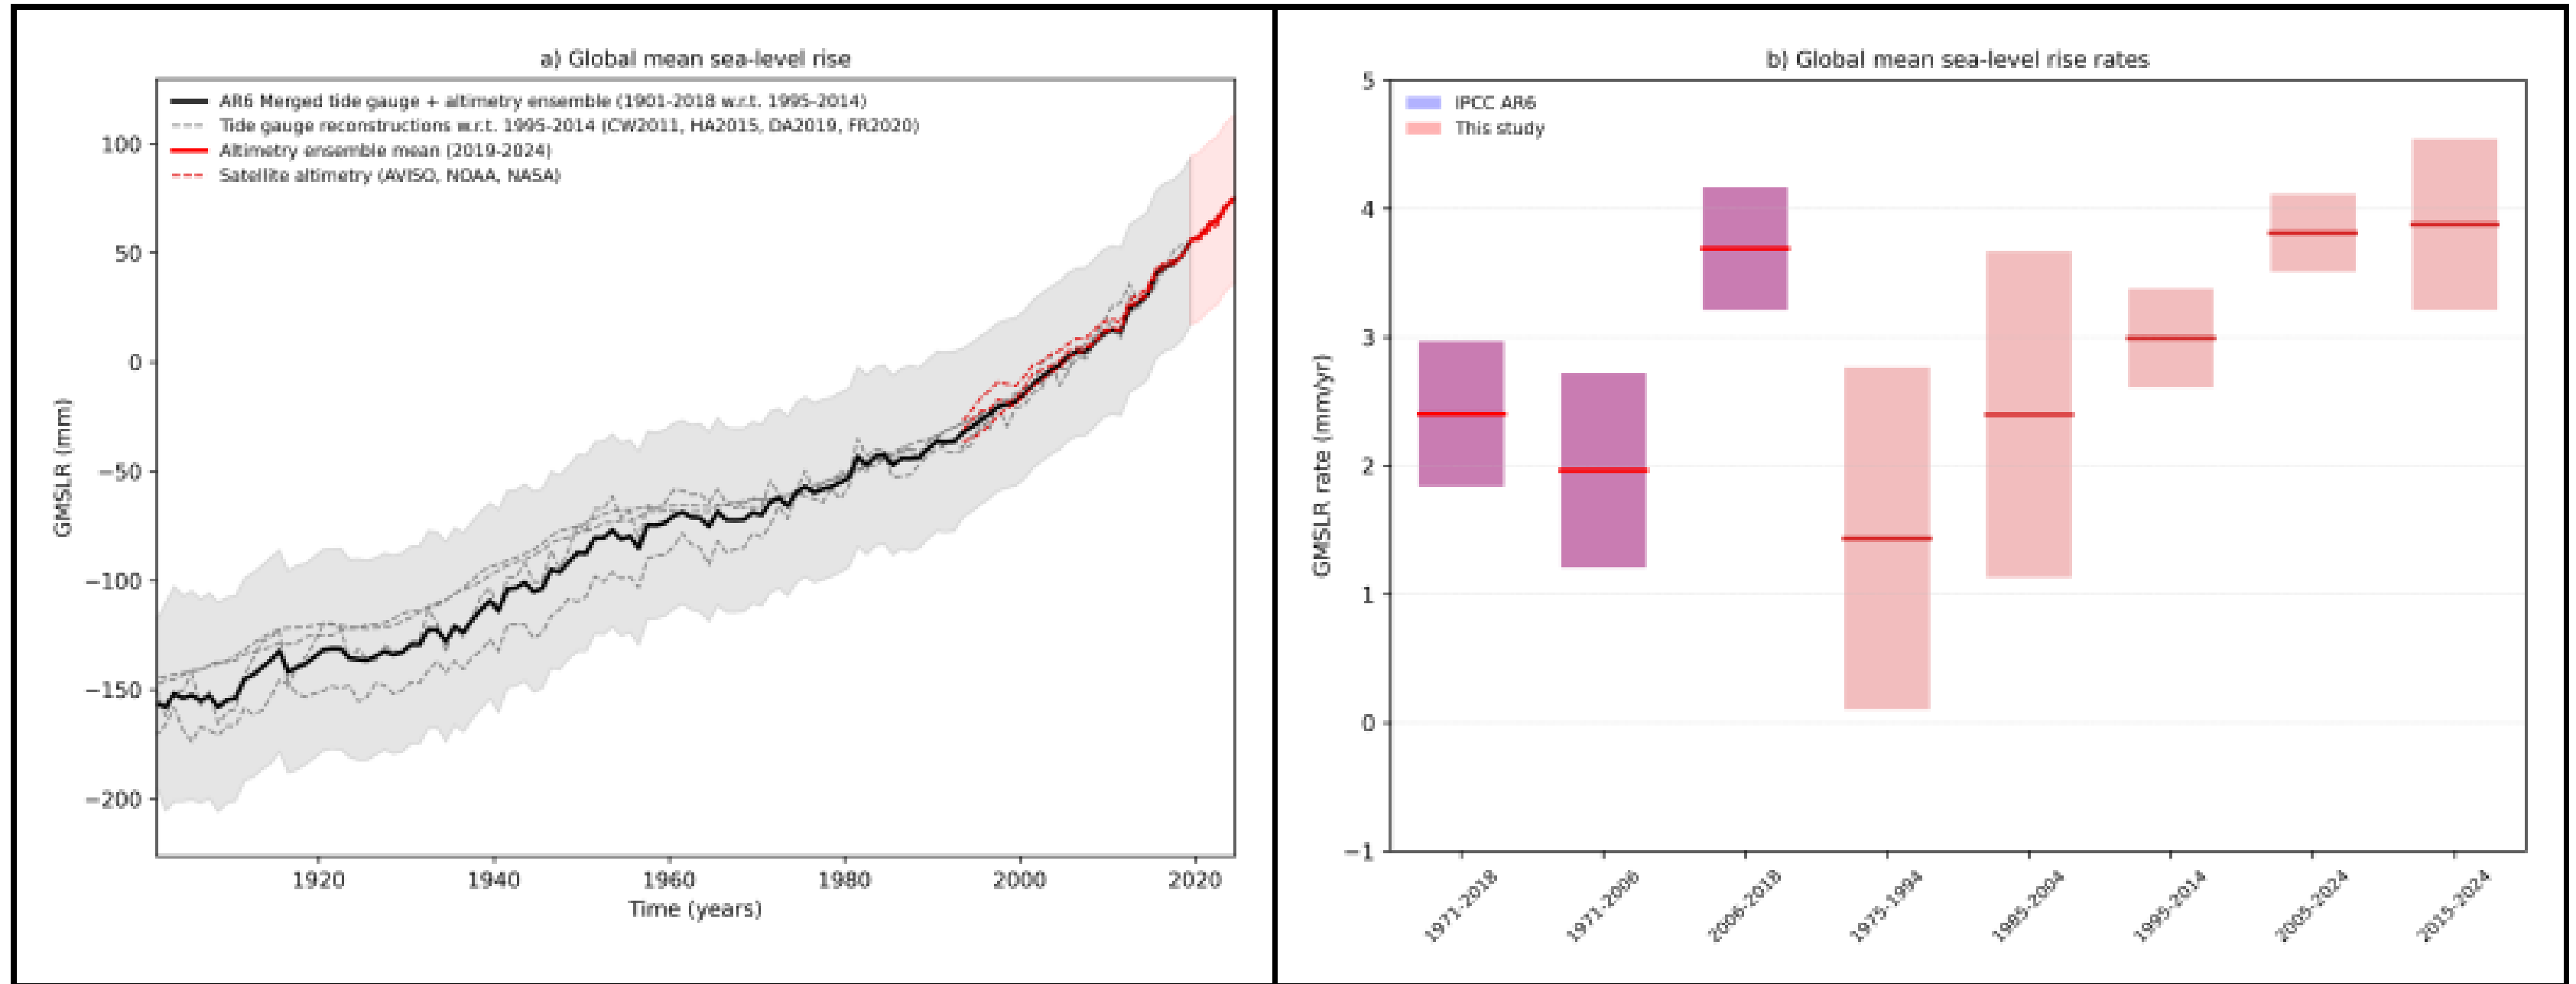 a) Global mean sea-level rise
AR6 Merged tide gauge + altimetry ensemble (1901-2018 w.r.t. 1995-2014)
Tide gauge reconstructions w.r.t. 1995-2014 (CW2011, HA2015, DA2019, FR2020)
Altimetry ensemble mean (2019-2024)
Satellite altimetry (AVISO, NOAA, NASA)
100
50
0
−50
−100
−150
−200
GMSLR (mm)
1920 1940 1960 1980 2000 2020
Time (years)
b) Global mean sea-level rise rates
IPCC AR6
This study
5
4
3
2
1
0
−1
GMSLR rate (mm/yr)
1971-2018 1971-2006 2006-2018 1975-1994 1985-2004 1995-2014 2005-2024 2015-2024